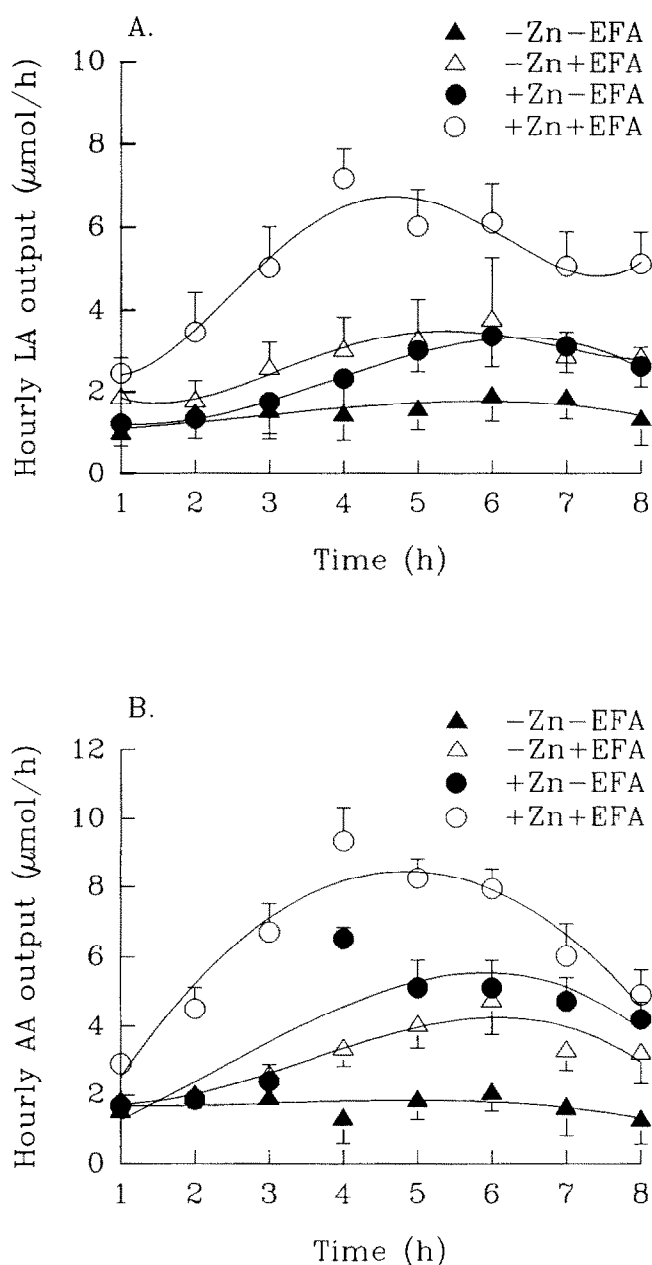 A.
▲ −Zn−EFA
△ −Zn+EFA
● +Zn−EFA
○ +Zn+EFA
Hourly LA output (μmol/h)
10
8
6
4
2
0
1 2 3 4 5 6 7 8
Time (h)
B.
▲ −Zn−EFA
△ −Zn+EFA
● +Zn−EFA
○ +Zn+EFA
Hourly AA output (μmol/h)
12
10
8
6
4
2
0
1 2 3 4 5 6 7 8
Time (h)